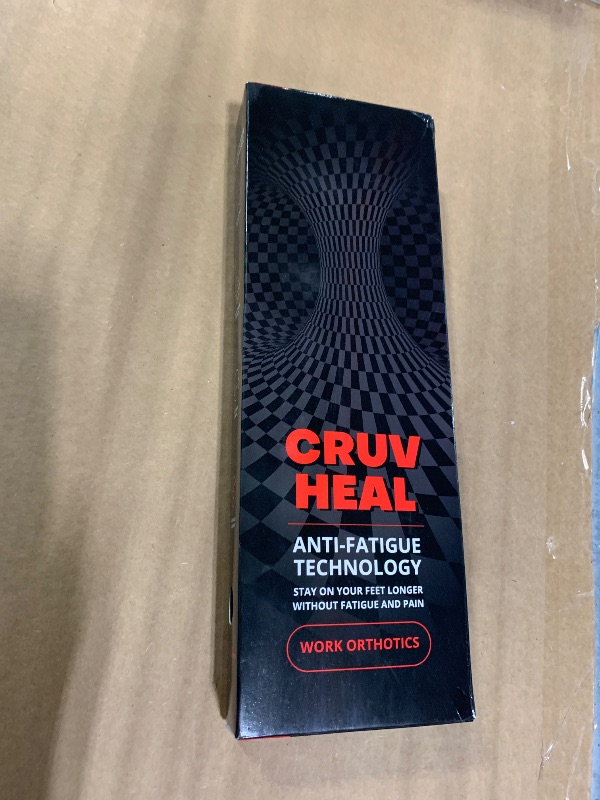 CRUV
HEAL
ANTI-FATIGUE
TECHNOLOGY
STAY ON YOUR FEET LONGER
WITHOUT FATIGUE AND PAIN
WORK ORTHOTICS